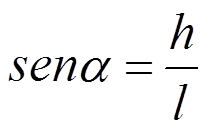 senα = h/l